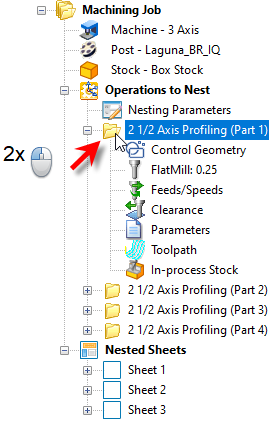 Machining Job
Machine - 3 Axis
Post - Laguna_BR_IQ
Stock - Box Stock
Operations to Nest
Nesting Parameters
2 1/2 Axis Profiling (Part 1)
2x
Control Geometry
FlatMill: 0.25
Feeds/Speeds
Clearance
Parameters
Toolpath
In-process Stock
2 1/2 Axis Profiling (Part 2)
2 1/2 Axis Profiling (Part 3)
2 1/2 Axis Profiling (Part 4)
Nested Sheets
Sheet 1
Sheet 2
Sheet 3